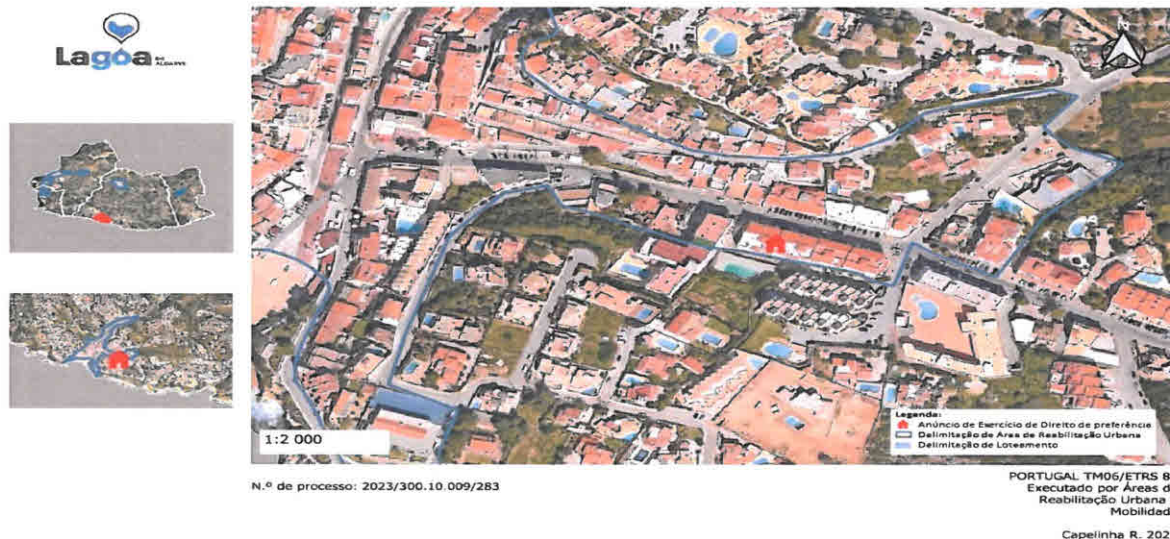 Lagoa
ALGARVE
N
1:2 000
Legenda:
Anúncio de Exercício de Direito de preferência
Delimitação de Área de Reabilitação Urbana
Delimitação de Loteamento
N.º de processo: 2023/300.10.009/283
PORTUGAL TM06/ETRS 8
Executado por Áreas d
Reabilitação Urbana
Mobilidad
Capelinha R. 202